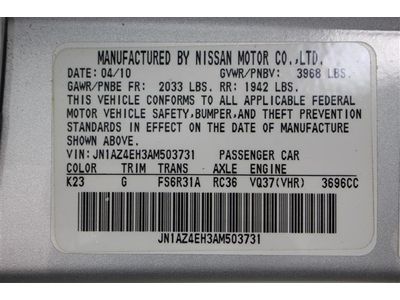 MANUFACTURED BY NISSAN MOTOR CO.,LTD.
DATE: 04/10 GVWR/PNBV: 3968 LBS.
GAWR/PNBE FR: 2033 LBS. RR: 1942 LBS.
THIS VEHICLE CONFORMS TO ALL APPLICABLE FEDERAL
MOTOR VEHICLE SAFETY,BUMPER,AND THEFT PREVENTION
STANDARDS IN EFFECT ON THE DATE OF MANUFACTURE
SHOWN ABOVE.
VIN: JN1AZ4EH3AM503731 PASSENGER CAR
COLOR TRIM TRANS AXLE ENGINE
K23 G FS6R31A RC36 VQ37(VHR) 3696CC
JN1AZ4EH3AM503731